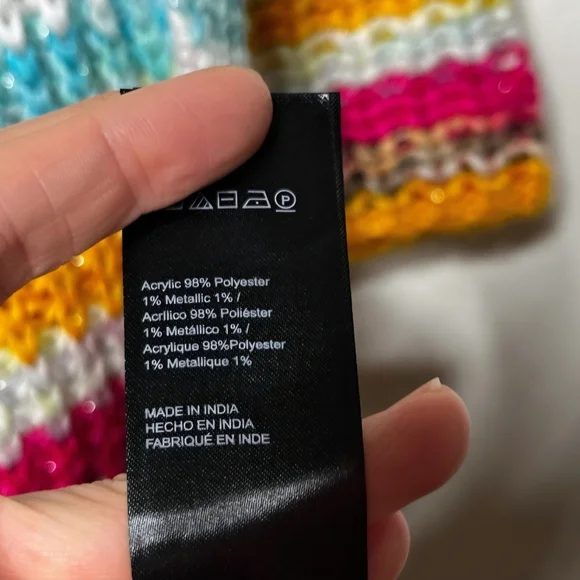 P
Acrylic 98% Polyester
1% Metallic 1% /
Acrílico 98% Poliéster
1% Metálico 1% /
Acrylique 98%Polyester
1% Metaliique 1%
MADE IN INDIA
HECHO EN INDIA
FABRIQUÉ EN INDE